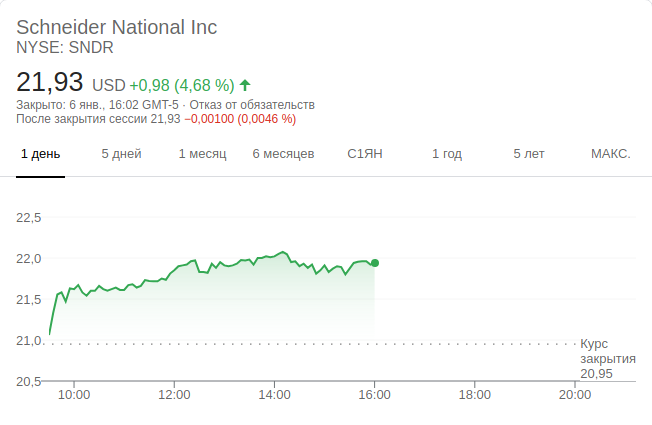 Schneider National Inc
NYSE: SNDR
21,93 USD +0,98 (4,68 %)
Закрыто: 6 янв., 16:02 GMT-5 · Отказ от обязательств
После закрытия сессии 21,93 −0,00100 (0,0046 %)
1 день 5 дней 1 месяц 6 месяцев С1ЯН 1 год 5 лет МАКС.
22,5
22,0
21,5
21,0
Курс
закрытия
20,95
20,5
10:00 12:00 14:00 16:00 18:00 20:00